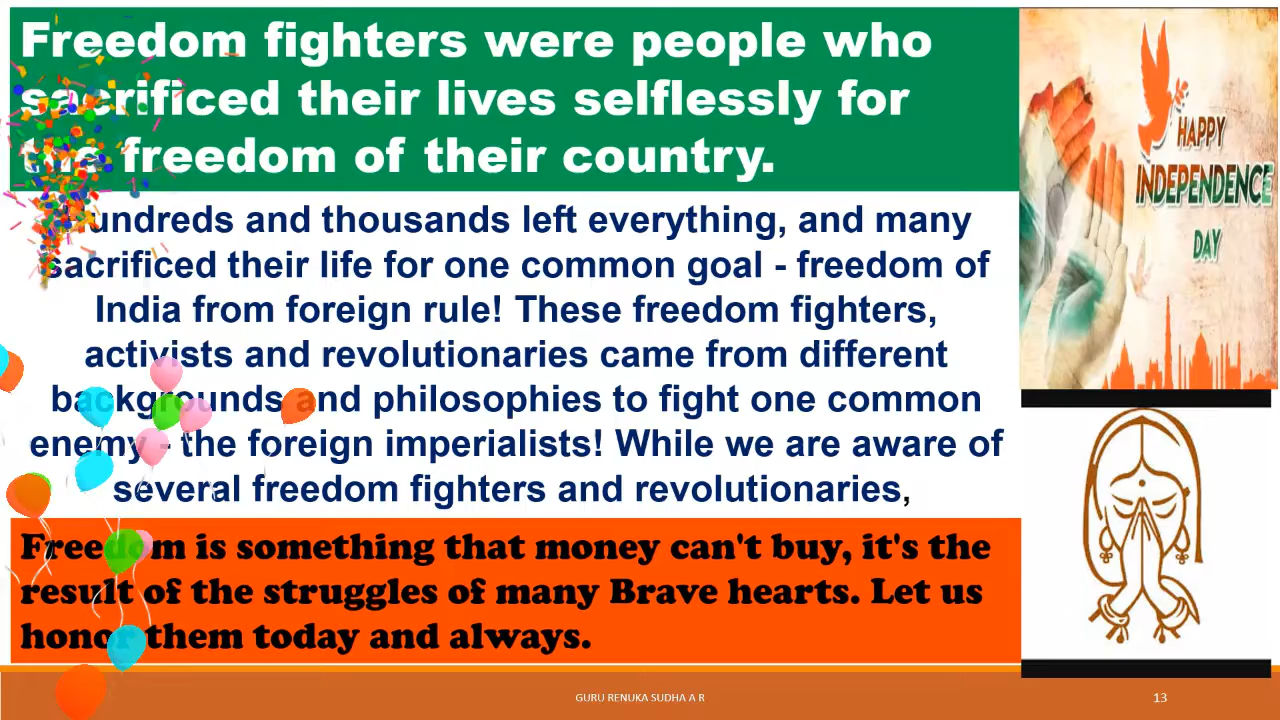 Freedom fighters were people who
sacrificed their lives selflessly for
the freedom of their country.
Hundreds and thousands left everything, and many
sacrificed their life for one common goal - freedom of
India from foreign rule! These freedom fighters,
activists and revolutionaries came from different
backgrounds and philosophies to fight one common
enemy - the foreign imperialists! While we are aware of
several freedom fighters and revolutionaries,
Freedom is something that money can't buy, it's the
result of the struggles of many Brave hearts. Let us
honor them today and always.
HAPPY
INDEPENDENCE
DAY
GURU RENUKA SUDHA A R
13